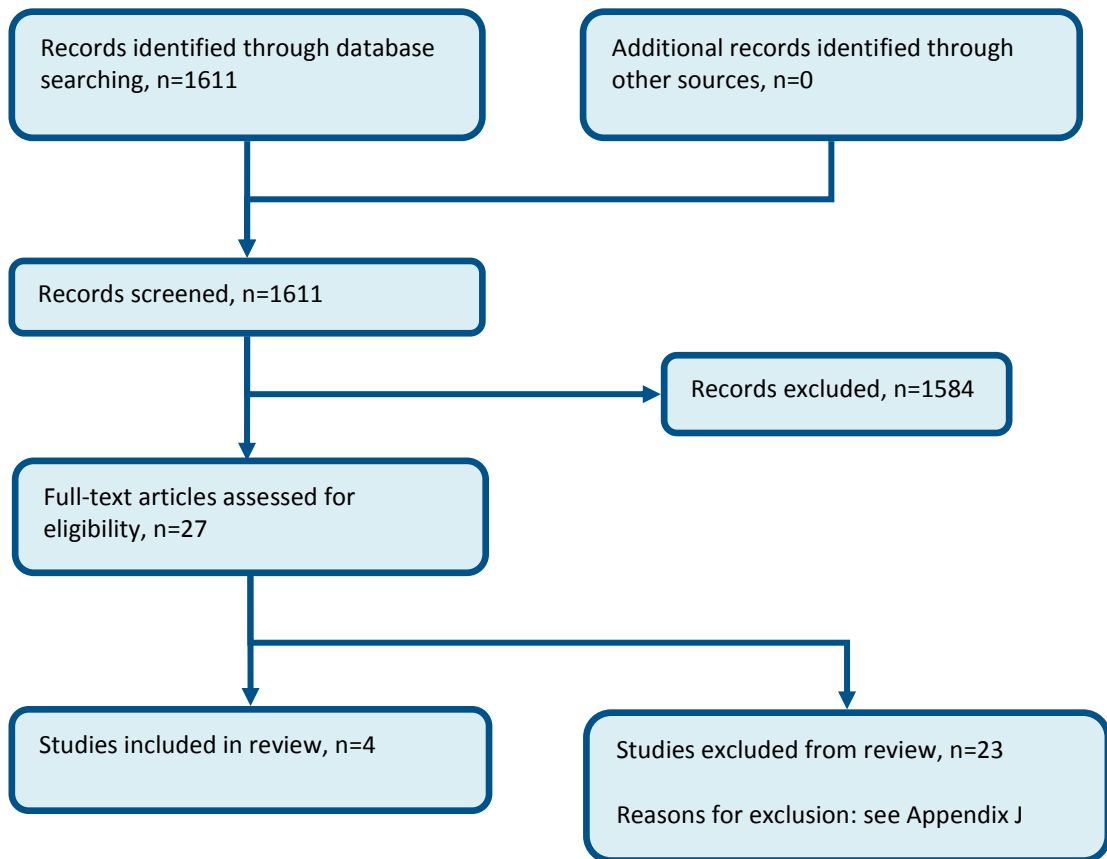 Records identified through database
searching, n=1611
Additional records identified through
other sources, n=0
Records screened, n=1611
Records excluded, n=1584
Full-text articles assessed for
eligibility, n=27
Studies included in review, n=4
Studies excluded from review, n=23
Reasons for exclusion: see Appendix J